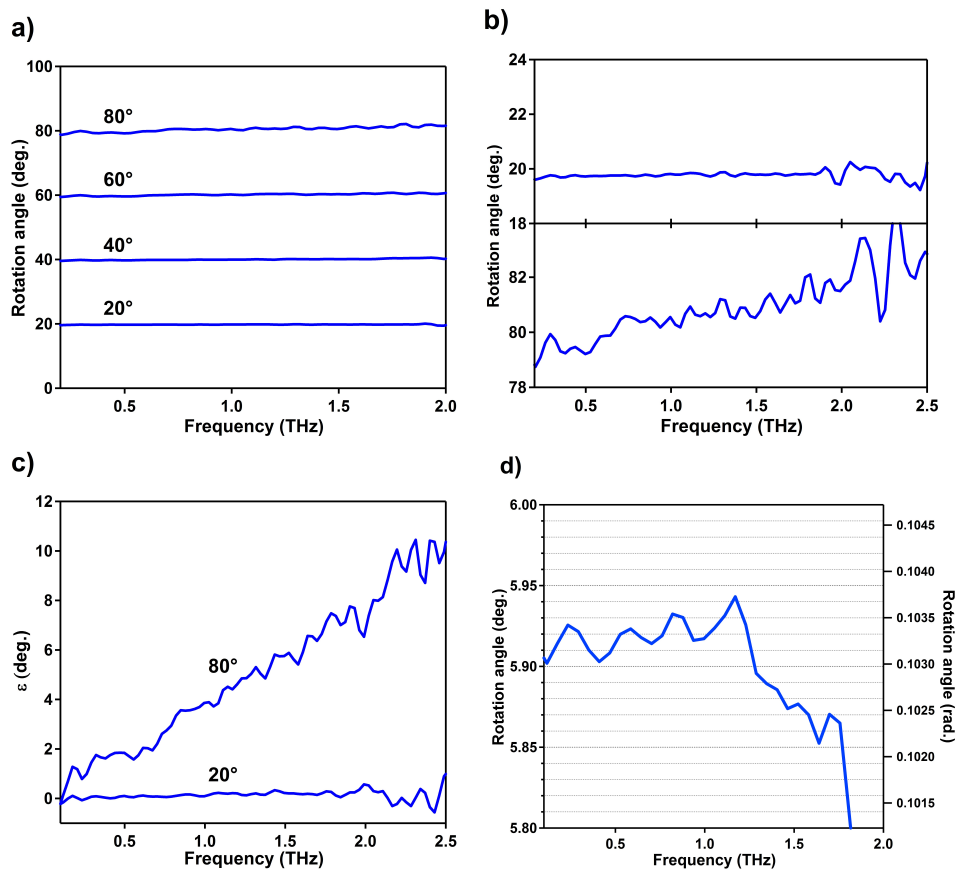 a)
Rotation angle (deg.)
100
80
60
40
20
0
80°
60°
40°
20°
0.5 1.0 1.5 2.0
Frequency (THz)
b)
Rotation angle (deg.)
24
22
20
18
82
80
78
0.5 1.0 1.5 2.0 2.5
Frequency (THz)
c)
ε (deg.)
12
10
8
6
4
2
0
80°
20°
0.5 1.0 1.5 2.0 2.5
Frequency (THz)
d)
Rotation angle (deg.)
6.00
5.95
5.90
5.85
5.80
0.5 1.0 1.5 2.0
Frequency (THz)
0.1045
0.1040
0.1035
0.1030
0.1025
0.1020
0.1015
Rotation angle (rad.)